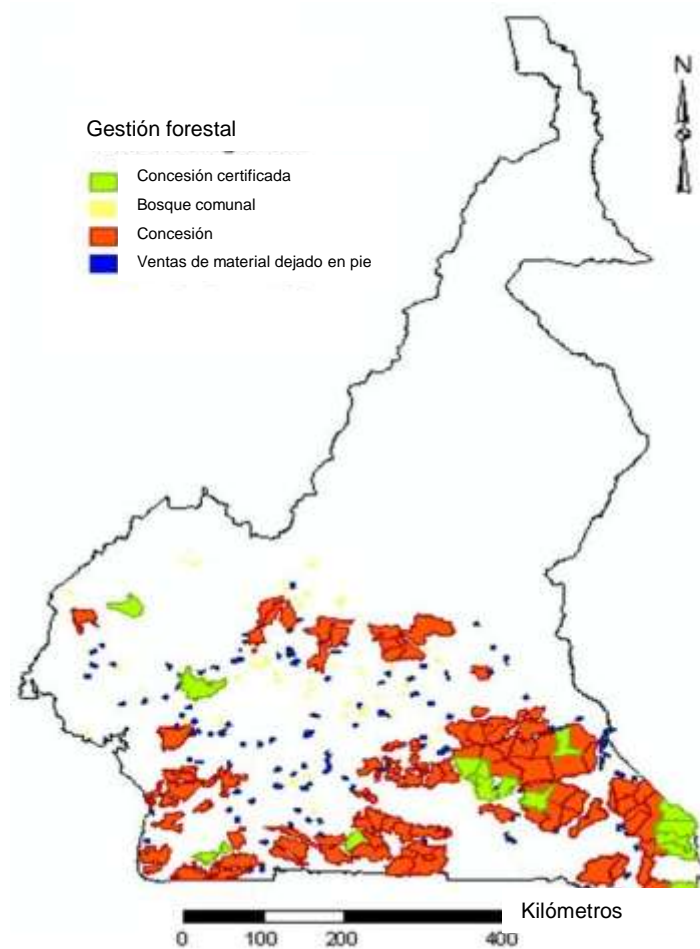 N
Gestión forestal
Concesión certificada
Bosque comunal
Concesión
Ventas de material dejado en pie
Kilómetros
0 100 200 400